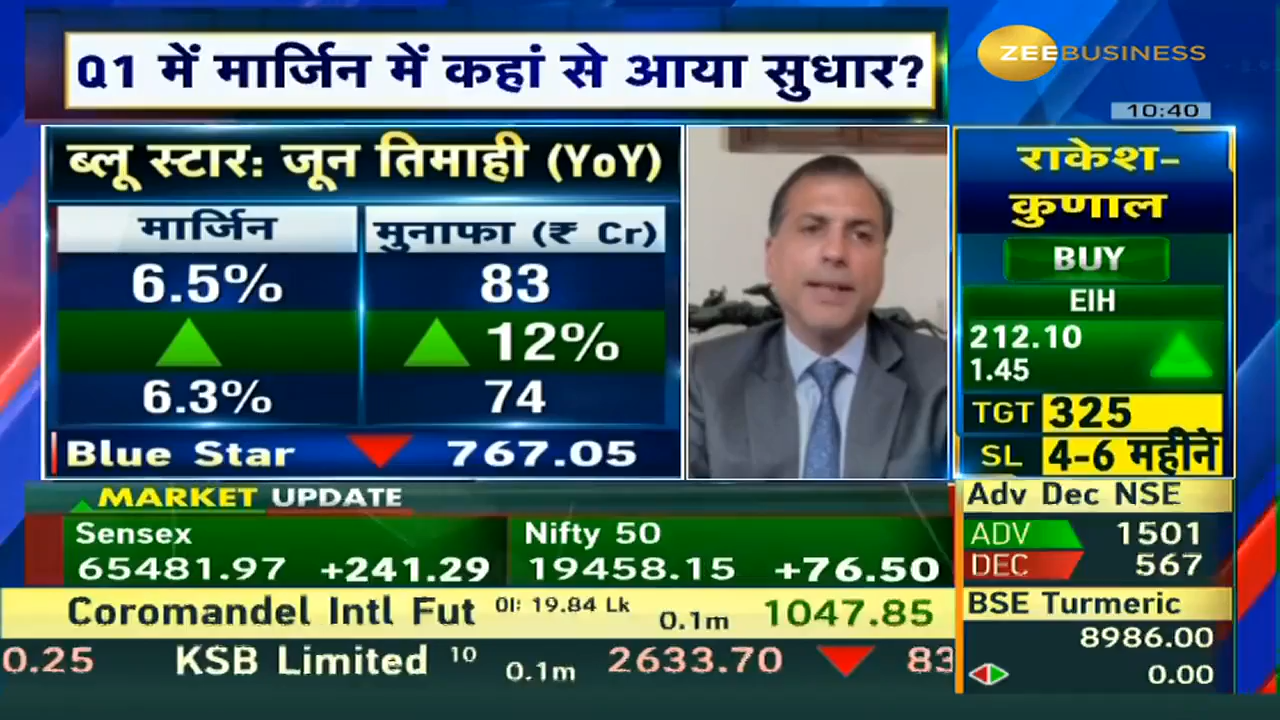 Q1 में मार्जिन में कहां से आया सुधार?
ZEEBUSINESS
10:40
ब्लू स्टार: जून तिमाही (YoY)
मार्जिन
मुनाफा (₹ Cr)
6.5%
83
12%
6.3%
74
Blue Star 767.05
राकेश-
कुणाल
BUY
EIH
212.10
1.45
TGT 325
SL 4-6 महीने
MARKET UPDATE
Sensex
65481.97 +241.29
Nifty 50
19458.15 +76.50
Adv Dec NSE
ADV 1501
DEC 567
BSE Turmeric
8986.00
0.00
Coromandel Intl Fut OI: 19.84 Lk 0.1m 1047.85
0.25 KSB Limited 10 0.1m 2633.70 83